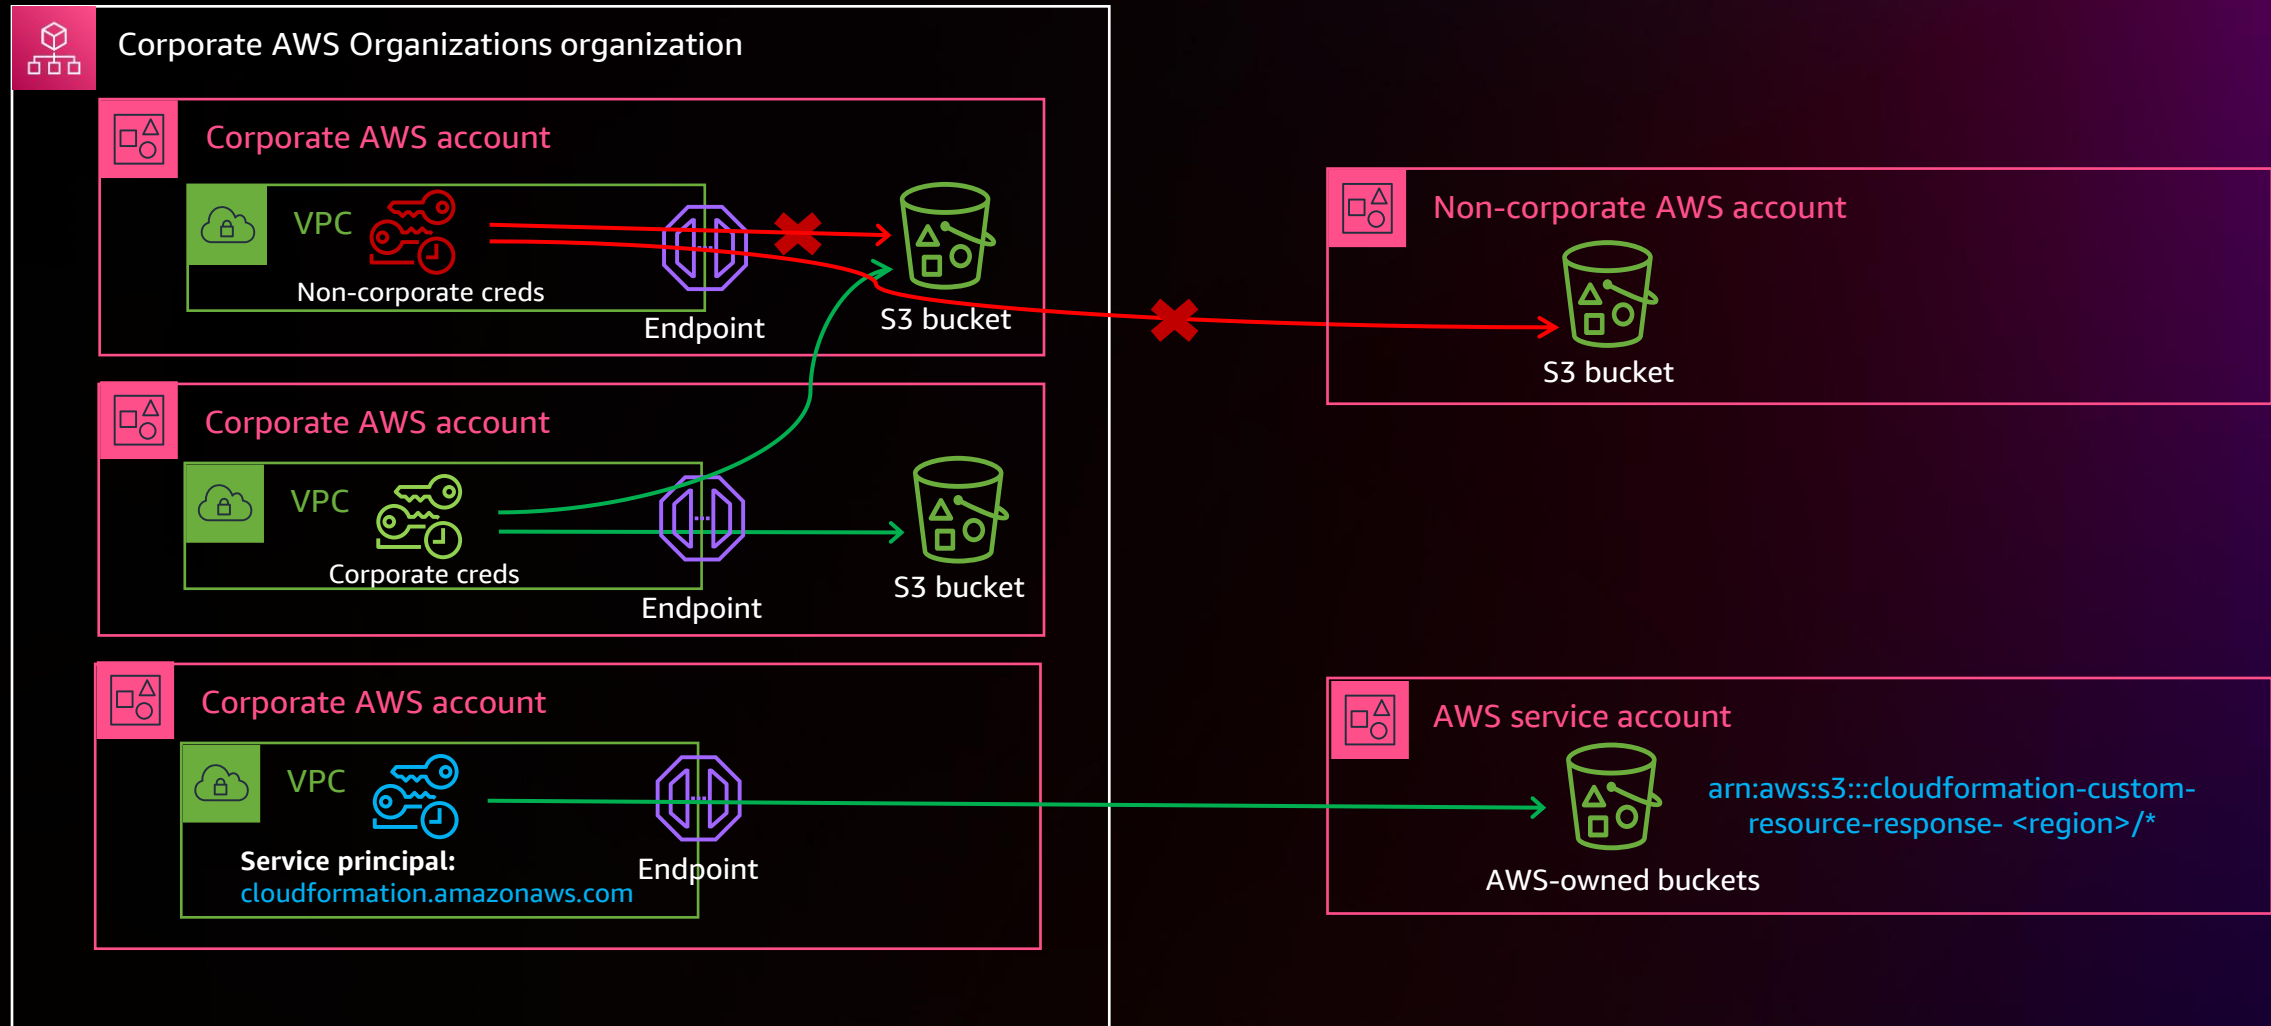 Corporate AWS Organizations organization
Corporate AWS account
VPC
Non-corporate creds
Endpoint
S3 bucket
Non-corporate AWS account
S3 bucket
Corporate AWS account
VPC
Corporate creds
Endpoint
S3 bucket
Corporate AWS account
VPC
Service principal:
cloudformation.amazonaws.com
Endpoint
AWS service account
AWS-owned buckets
arn:aws:s3:::cloudformation-custom-
resource-response- <region>/*